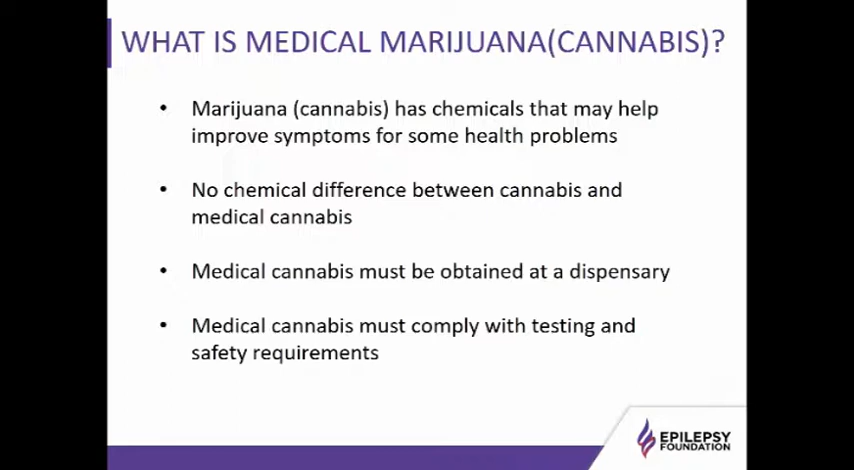 WHAT IS MEDICAL MARIJUANA(CANNABIS)?
• Marijuana (cannabis) has chemicals that may help
improve symptoms for some health problems
• No chemical difference between cannabis and
medical cannabis
• Medical cannabis must be obtained at a dispensary
• Medical cannabis must comply with testing and
safety requirements
EPILEPSY
FOUNDATION